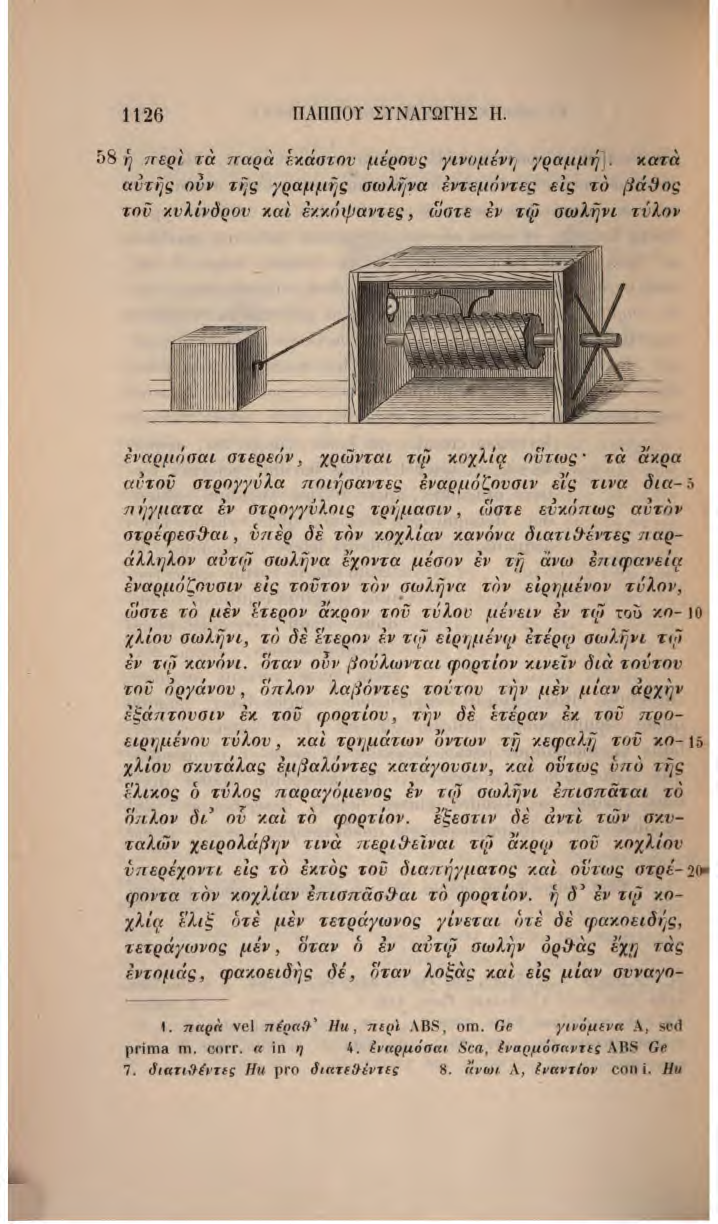 1126 ΠΑΠΠΟΥ ΣΥΝΑΓΩΓΗΣ Η.
58 ἢ περὶ τὰ παρὰ ἑκάστου μέρους γινομένη γραμμή]. κατὰ
αὐτῆς οὖν τῆς γραμμῆς σωλῆνα ἐντεμόντες εἰς τὸ βάθος
τοῦ κυλίνδρου καὶ ἐκκόψαντες, ὥστε ἐν τῷ σωλῆνι τύλον
ἐναρμόσαι στερεόν, χρῶνται τῷ κοχλίᾳ οὕτως· τὰ ἄκρα
αὐτοῦ στρογγύλα ποιήσαντες ἐναρμόζουσιν εἴς τινα δια- 5
πήγματα ἐν στρογγύλοις τρήμασιν, ὥστε εὐκόπως αὐτὸν
στρέφεσθαι, ὑπὲρ δὲ τὸν κοχλίαν κανόνα διατιθέντες παρ-
άλληλον αὐτῷ σωλῆνα ἔχοντα μέσον ἐν τῇ ἄνω ἐπιφανείᾳ
ἐναρμόζουσιν εἰς τοῦτον τὸν σωλῆνα τὸν εἰρημένον τύλον,
ὥστε τὸ μὲν ἕτερον ἄκρον τοῦ τύλου μένειν ἐν τῷ τοῦ κο- 10
χλίου σωλῆνι, τὸ δὲ ἕτερον ἐν τῷ εἰρημένῳ ἑτέρῳ σωλῆνι τῷ
ἐν τῷ κανόνι. ὅταν οὖν βούλωνται φορτίον κινεῖν διὰ τούτου
τοῦ ὀργάνου, ὅπλον λαβόντες τούτου τὴν μὲν μίαν ἀρχὴν
ἐξάπτουσιν ἐκ τοῦ φορτίου, τὴν δὲ ἑτέραν ἐκ τοῦ προ-
ειρημένου τύλου, καὶ τρημάτων ὄντων τῇ κεφαλῇ τοῦ κο- 15
χλίου σκυτάλας ἐμβαλόντες κατάγουσιν, καὶ οὕτως ὑπὸ τῆς
ἕλικος ὁ τύλος παραγόμενος ἐν τῷ σωλῆνι ἐπισπᾶται τὸ
ὅπλον δι' οὗ καὶ τὸ φορτίον. ἔξεστιν δὲ ἀντὶ τῶν σκυ-
ταλῶν χειρολάβην τινὰ περιθεῖναι τῷ ἄκρῳ τοῦ κοχλίου
ὑπερέχοντι εἰς τὸ ἐκτὸς τοῦ διαπήγματος καὶ οὕτως στρέ- 20
φοντα τὸν κοχλίαν ἐπισπᾶσθαι τὸ φορτίον. ἡ δ' ἐν τῷ κο-
χλίᾳ ἕλιξ ὁτὲ μὲν τετράγωνος γίνεται ὁτὲ δὲ φακοειδής,
τετράγωνος μέν, ὅταν ὁ ἐν αὐτῷ σωλὴν ὀρθὰς ἔχῃ τὰς
ἐντομάς, φακοειδὴς δέ, ὅταν λοξὰς καὶ εἰς μίαν συναγο-
1. παρὰ vel πέραθ' Hu, περὶ ABS, om. Ge γινόμενα A, sed
prima m. corr. α in η 4. ἐναρμόσαι Sca, ἐναρμόσαντες ABS Ge
7. διατιθέντες Hu pro διατεθέντες 8. ἄνωι A, ἐναντίον coni. Hu